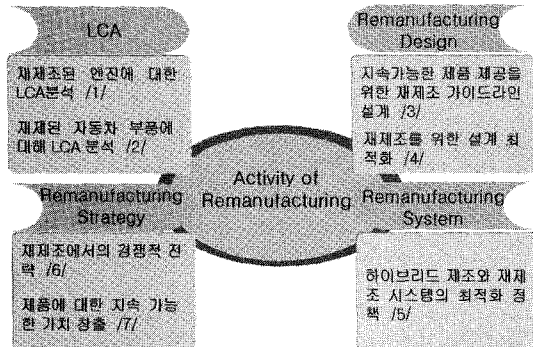 LCA
재제조된 엔진에 대한
LCA분석 /1/
재제된 자동차 부품에
대해 LCA 분석 /2/
Remanufacturing
Design
지속가능한 제품 제공을
위한 재제조 가이드라인
설계 /3/
재제조를 위한 설계 최
적화 /4/
Activity of
Remanufacturing
Remanufacturing
Strategy
재제조에서의 경쟁적 전
략 /6/
제품에 대한 지속 가능
한 가치 창출 /7/
Remanufacturing
System
하이브리드 제조와 재제
조 시스템의 최적화 정
책 /5/